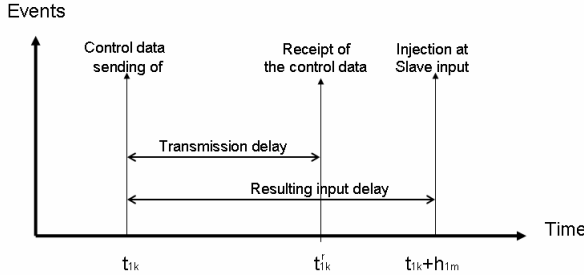 Events
Control data
sending of
Receipt of
the control data
Injection at
Slave input
Transmission delay
Resulting input delay
Time
t1k
t1k^r
t1k+h1m